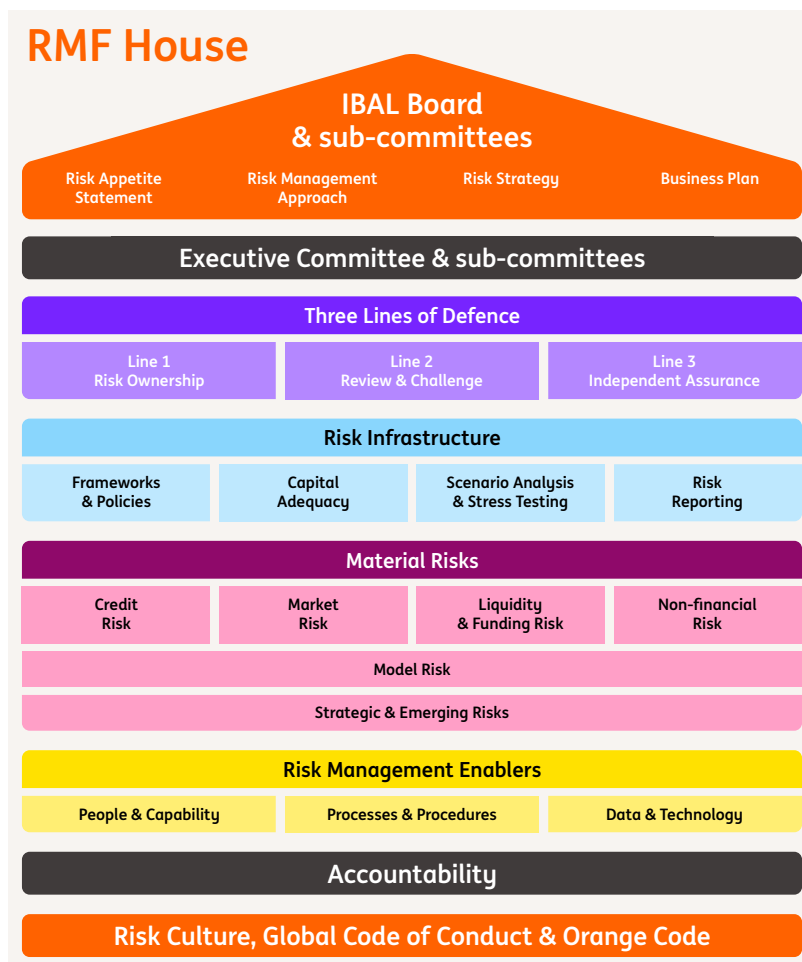 RMF House
IBAL Board
& sub-committees
Risk Appetite
Statement
Risk Management
Approach
Risk Strategy
Business Plan
Executive Committee & sub-committees
Three Lines of Defence
Line 1
Risk Ownership
Line 2
Review & Challenge
Line 3
Independent Assurance
Risk Infrastructure
Frameworks
& Policies
Capital
Adequacy
Scenario Analysis
& Stress Testing
Risk
Reporting
Material Risks
Credit
Risk
Market
Risk
Liquidity
& Funding Risk
Non-financial
Risk
Model Risk
Strategic & Emerging Risks
Risk Management Enablers
People & Capability
Processes & Procedures
Data & Technology
Accountability
Risk Culture, Global Code of Conduct & Orange Code